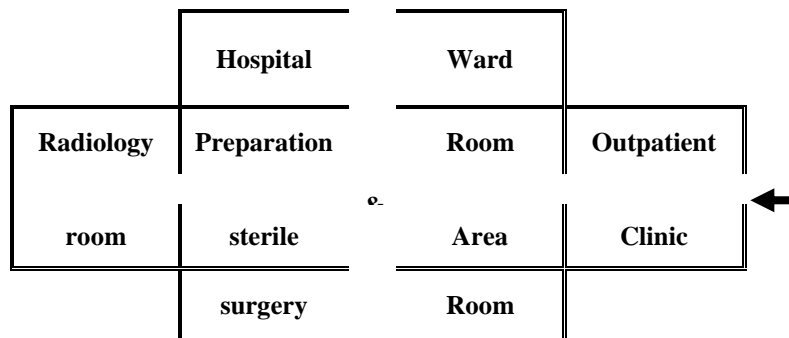 Hospital Ward
Radiology Preparation Room Outpatient
&
room sterile Area Clinic
surgery Room